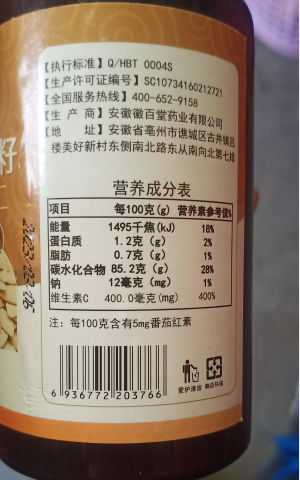 【执行标准】Q/HBT 0004S
【生产许可证编号】SC10734160212721
【全国服务热线】400-652-9158
【生 产 商】安徽徽百堂药业有限公司
【地 址】安徽省亳州市谯城区古井镇吕
楼美好新村东侧南北路东从南向北第七排
营养成分表
项目 每100克(g) 营养素参考值%
能量 1495千焦(kJ) 18%
蛋白质 1.2克 (g) 2%
脂肪 0.7克 (g) 1%
碳水化合物 85.2克 (g) 28%
钠 12毫克 (mg) 1%
维生素C 400.0毫克(mg) 400%
注：每100克含有5mg番茄红素
6 936772 203766
爱护清洁
籽